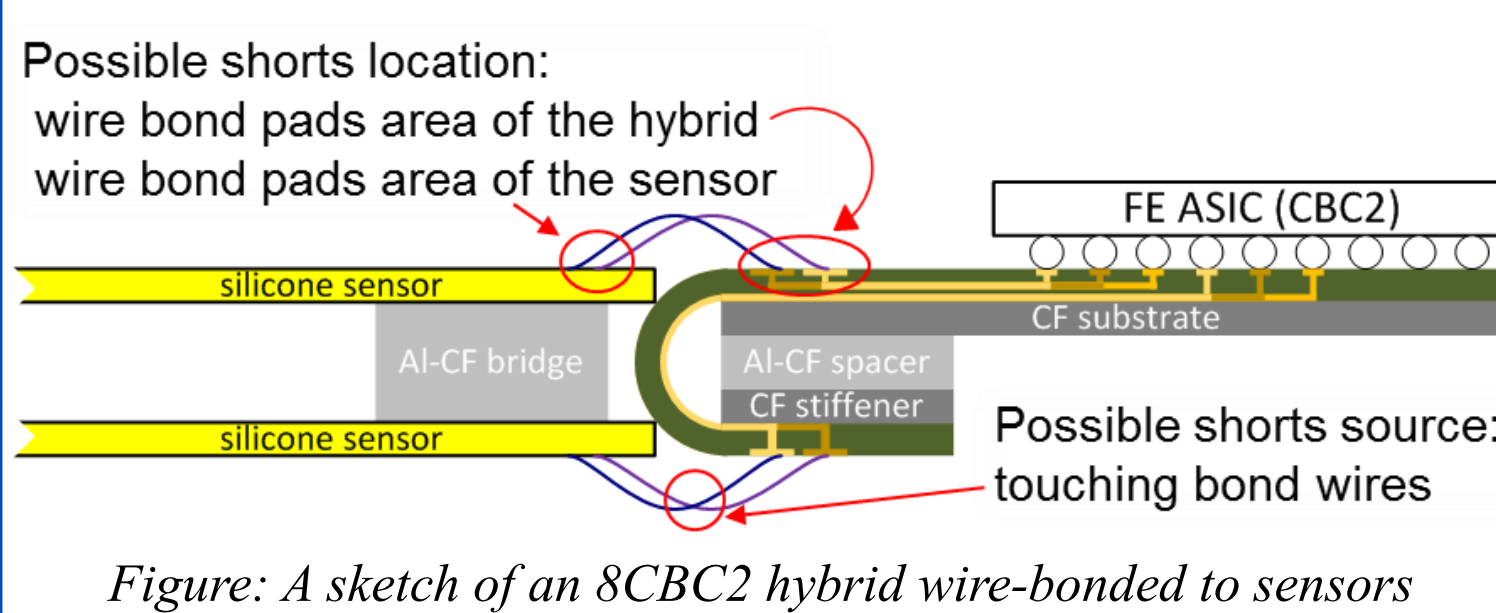 Possible shorts location:
wire bond pads area of the hybrid
wire bond pads area of the sensor
FE ASIC (CBC2)
silicone sensor
CF substrate
Al-CF bridge
Al-CF spacer
CF stiffener
silicone sensor
Possible shorts source:
touching bond wires
Figure: A sketch of an 8CBC2 hybrid wire-bonded to sensors